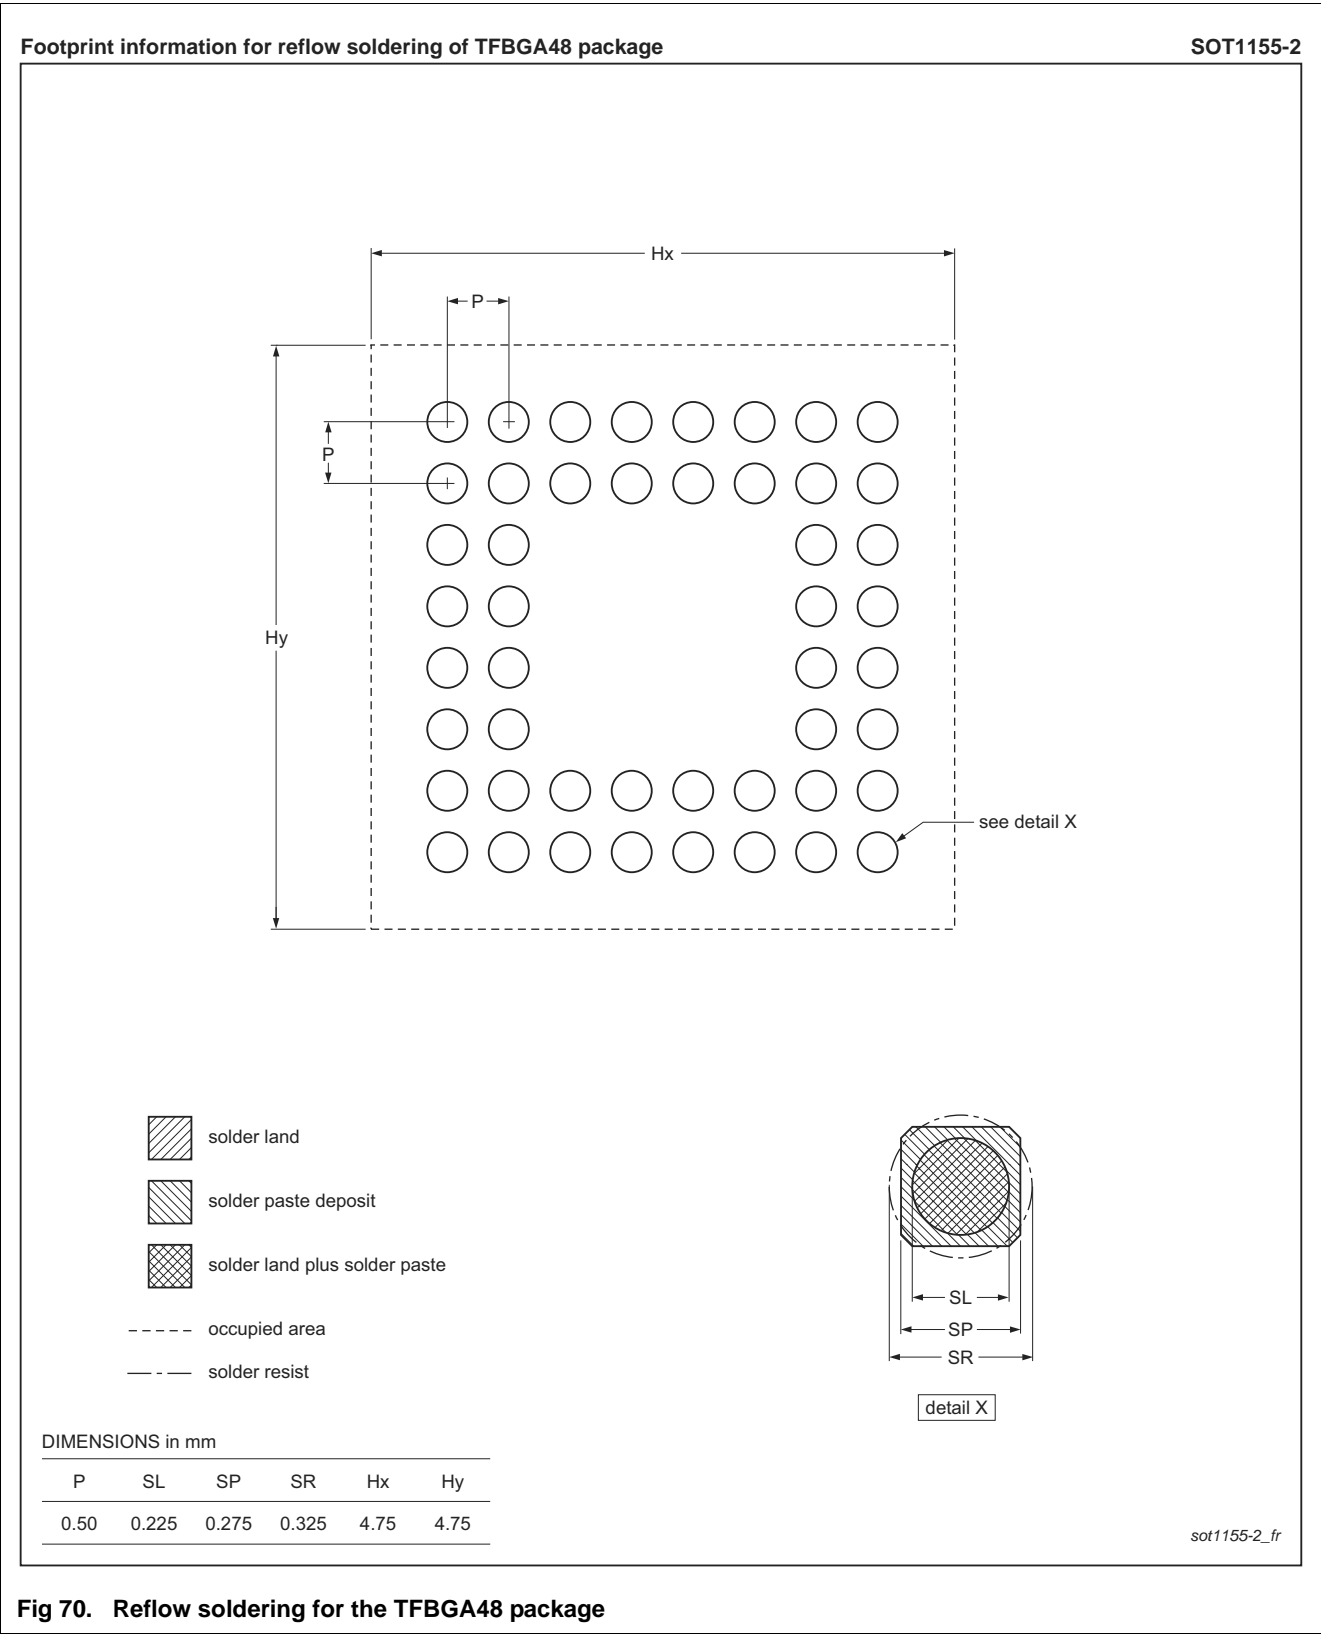 Footprint information for reflow soldering of TFBGA48 package SOT1155-2
Hx
P
P
Hy
see detail X
solder land
solder paste deposit
solder land plus solder paste
occupied area
solder resist
SL
SP
SR
detail X
DIMENSIONS in mm
P SL SP SR Hx Hy
0.50 0.225 0.275 0.325 4.75 4.75
sot1155-2_fr
Fig 70. Reflow soldering for the TFBGA48 package